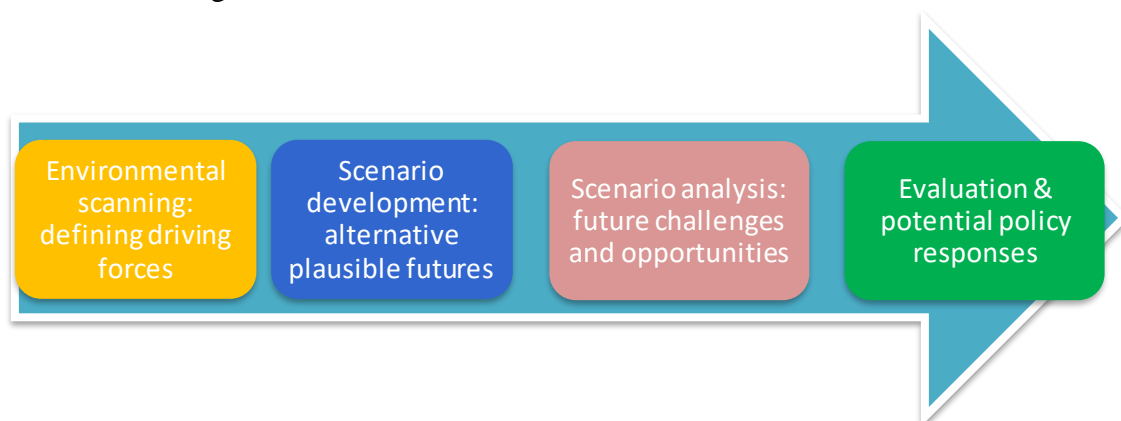 Environmental
scanning:
defining driving
forces
Scenario
development:
alternative
plausible futures
Scenario analysis:
future challenges
and opportunities
Evaluation &
potential policy
responses